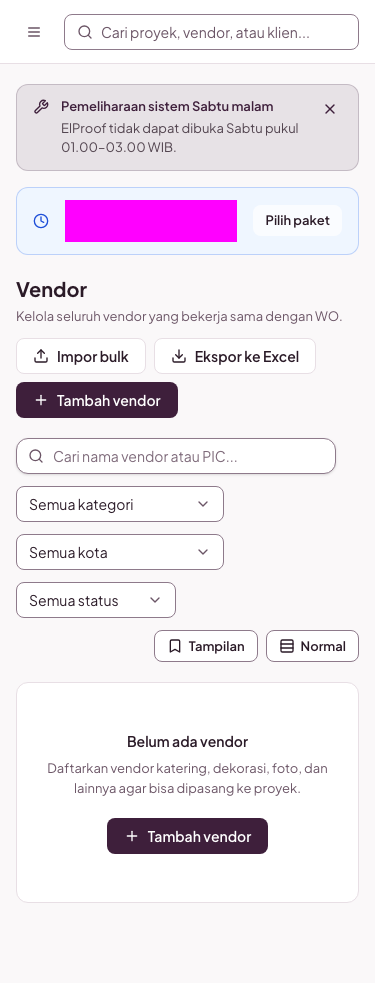 Cari proyek, vendor, atau klien...
Pemeliharaan sistem Sabtu malam
ElProof tidak dapat dibuka Sabtu pukul
01.00–03.00 WIB.
Pilih paket
Vendor
Kelola seluruh vendor yang bekerja sama dengan WO.
Impor bulk
Ekspor ke Excel
Tambah vendor
Cari nama vendor atau PIC...
Semua kategori
Semua kota
Semua status
Tampilan
Normal
Belum ada vendor
Daftarkan vendor katering, dekorasi, foto, dan
lainnya agar bisa dipasang ke proyek.
Tambah vendor